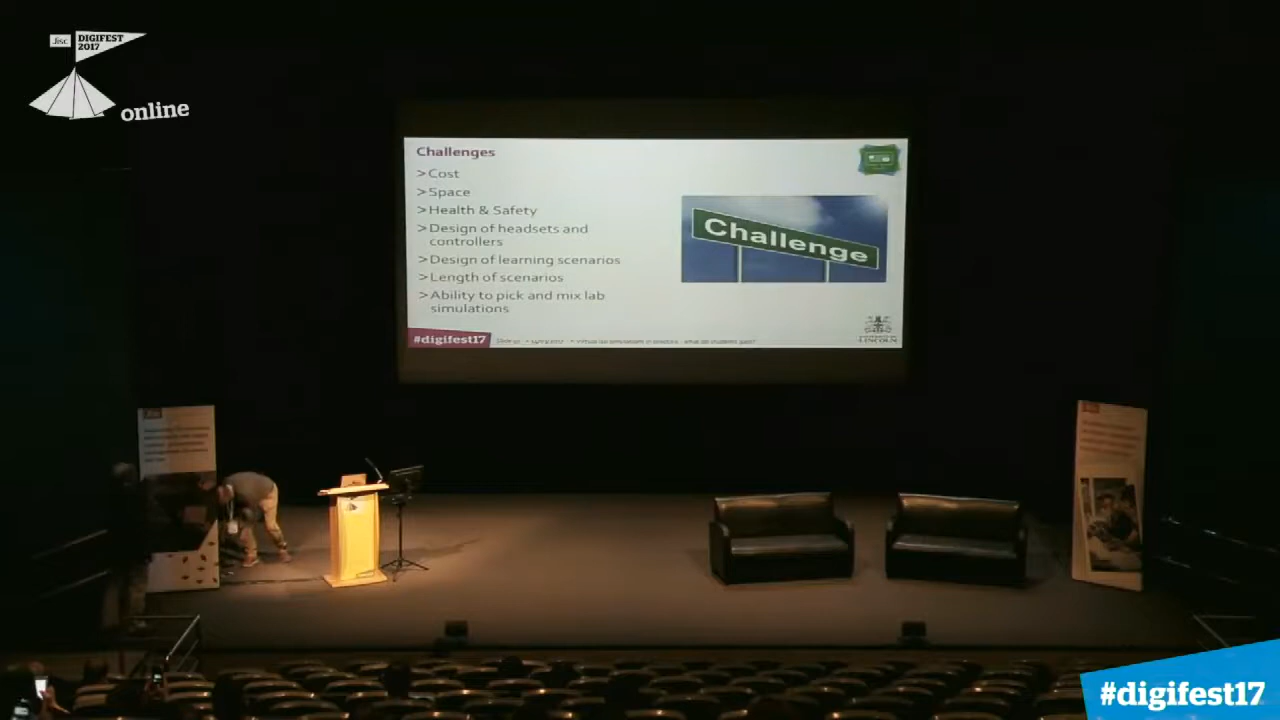 Jisc
DIGIFEST
2017
online
Challenges
>Cost
>Space
>Health & Safety
>Design of headsets and
controllers
>Design of learning scenarios
>Length of scenarios
>Ability to pick and mix lab
simulations
Challenge
#digifest17
LINCOLN
#digifest17